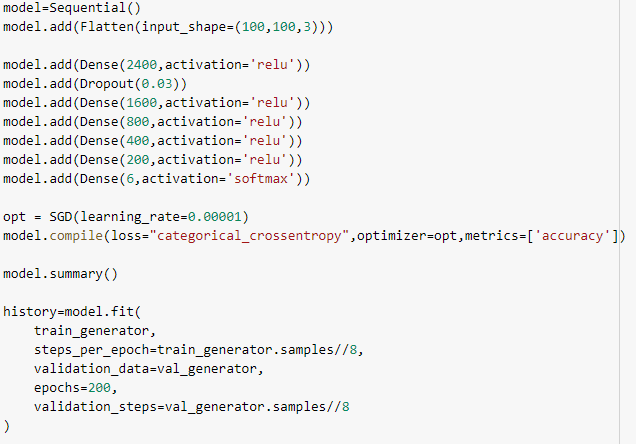 model=Sequential()
model.add(Flatten(input_shape=(100,100,3)))
model.add(Dense(2400,activation='relu'))
model.add(Dropout(0.03))
model.add(Dense(1600,activation='relu'))
model.add(Dense(800,activation='relu'))
model.add(Dense(400,activation='relu'))
model.add(Dense(200,activation='relu'))
model.add(Dense(6,activation='softmax'))
opt = SGD(learning_rate=0.00001)
model.compile(loss="categorical_crossentropy",optimizer=opt,metrics=['accuracy'])
model.summary()
history=model.fit(
    train_generator,
    steps_per_epoch=train_generator.samples//8,
    validation_data=val_generator,
    epochs=200,
    validation_steps=val_generator.samples//8
)